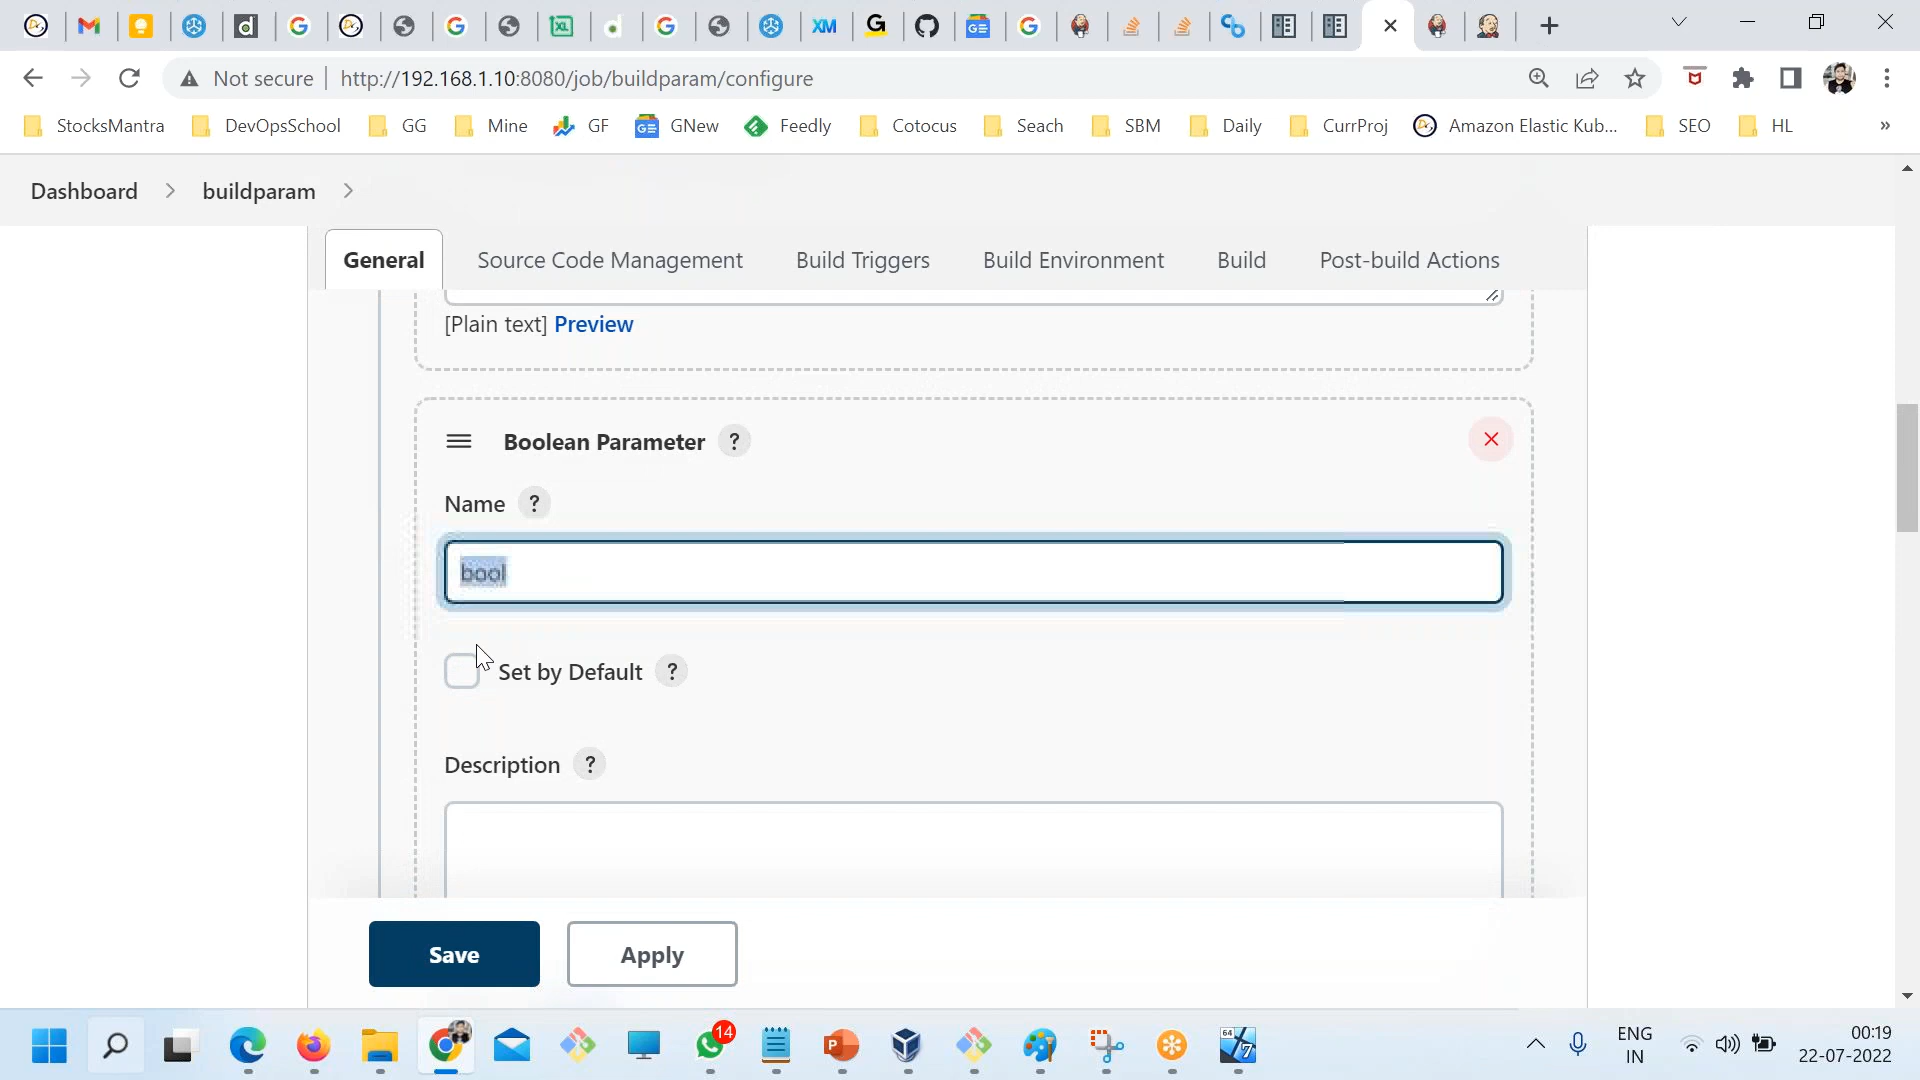 Not secure | http://192.168.1.10:8080/job/buildparam/configure
StocksMantra DevOpsSchool GG Mine GF GNew Feedly Cotocus Seach SBM Daily CurrProj Amazon Elastic Kub... SEO HL »
Dashboard > buildparam >
General Source Code Management Build Triggers Build Environment Build Post-build Actions
[Plain text] Preview
Boolean Parameter ?
Name ?
bool
Set by Default ?
Description ?
Save Apply
14
64
7
ENG
IN
00:19
22-07-2022